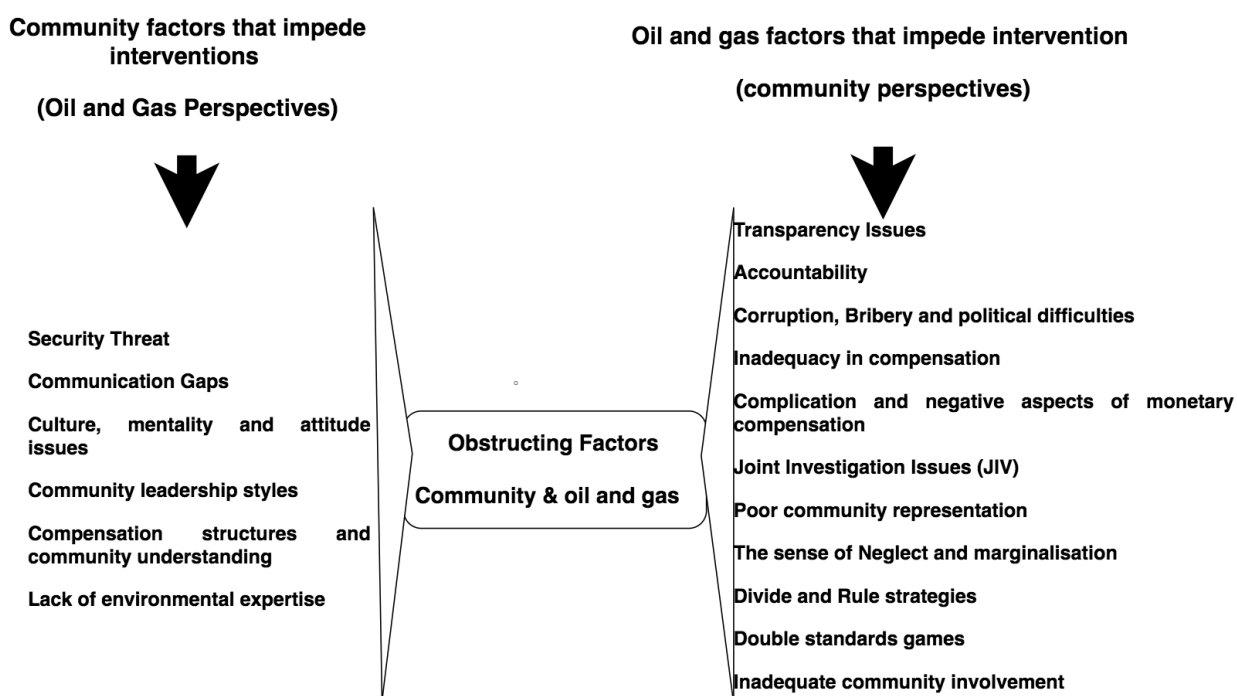 Community factors that impede
interventions
(Oil and Gas Perspectives)
Security Threat
Communication Gaps
Culture, mentality and attitude
issues
Community leadership styles
Compensation structures and
community understanding
Lack of environmental expertise
Obstructing Factors
Community & oil and gas
Oil and gas factors that impede intervention
(community perspectives)
Transparency Issues
Accountability
Corruption, Bribery and political difficulties
Inadequacy in compensation
Complication and negative aspects of monetary
compensation
Joint Investigation Issues (JIV)
Poor community representation
The sense of Neglect and marginalisation
Divide and Rule strategies
Double standards games
Inadequate community involvement